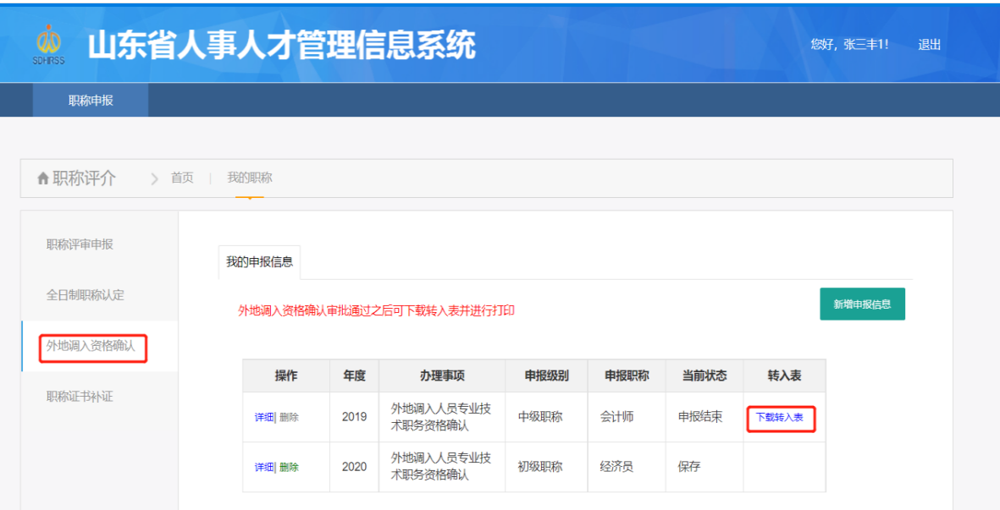 山东省人事人才管理信息系统
SDHRSS
您好，张三丰1! 退出
职称申报
职称评介 > 首页 | 我的职称
职称评审申报
全日制职称认定
外地调入资格确认
职称证书补证
我的申报信息
外地调入资格确认审批通过之后可下载转入表并进行打印
新增申报信息
操作 年度 办理事项 申报级别 申报职称 当前状态 转入表
详细| 删除 2019 外地调入人员专业技术职务资格确认 中级职称 会计师 申报结束 下载转入表
详细| 删除 2020 外地调入人员专业技术职务资格确认 初级职称 经济员 保存